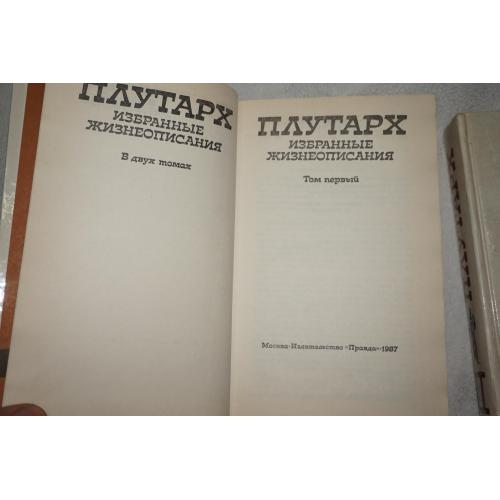 ПЛУТАРХ
ИЗБРАННЫЕ
ЖИЗНЕОПИСАНИЯ
В двух томах
ПЛУТАРХ
ИЗБРАННЫЕ
ЖИЗНЕОПИСАНИЯ
Том первый
Москва·Издательство «Правда»·1987